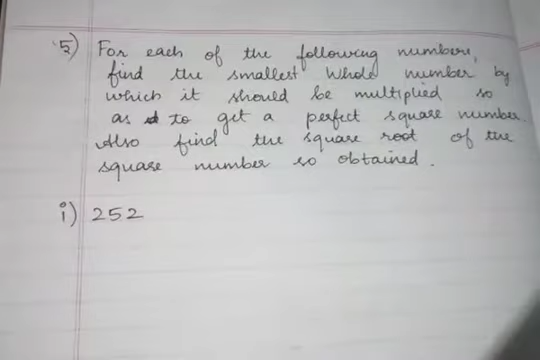 5) For each of the following numbers,
find the smallest whole number by
which it should be multiplied so
as to get a perfect square number.
Also find the square root of the
square number so obtained.
i) 252